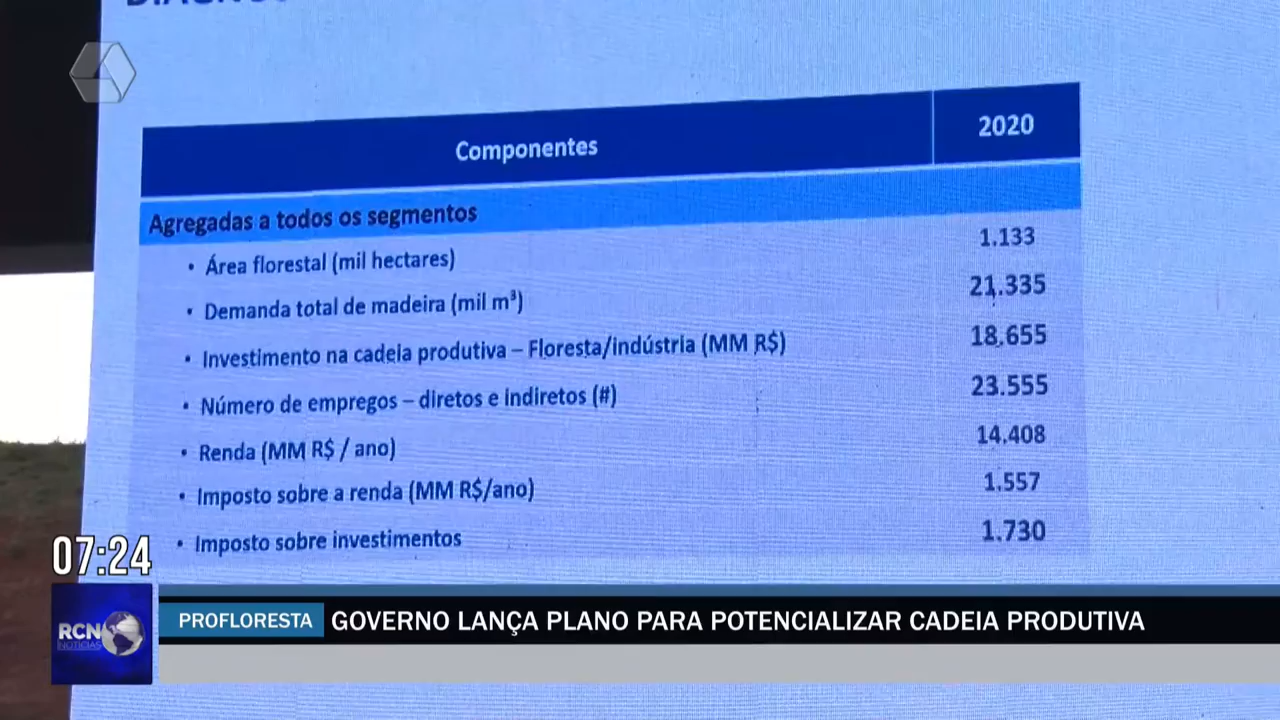 Componentes 2020
Agregadas a todos os segmentos
• Área florestal (mil hectares) 1.133
• Demanda total de madeira (mil m³) 21.335
• Investimento na cadeia produtiva – Floresta/indústria (MM R$) 18.655
• Número de empregos – diretos e indiretos (#) 23.555
• Renda (MM R$ / ano) 14.408
• Imposto sobre a renda (MM R$/ano) 1.557
• Imposto sobre investimentos 1.730
07:24
RCN
NOTÍCIAS
PROFLORESTA GOVERNO LANÇA PLANO PARA POTENCIALIZAR CADEIA PRODUTIVA